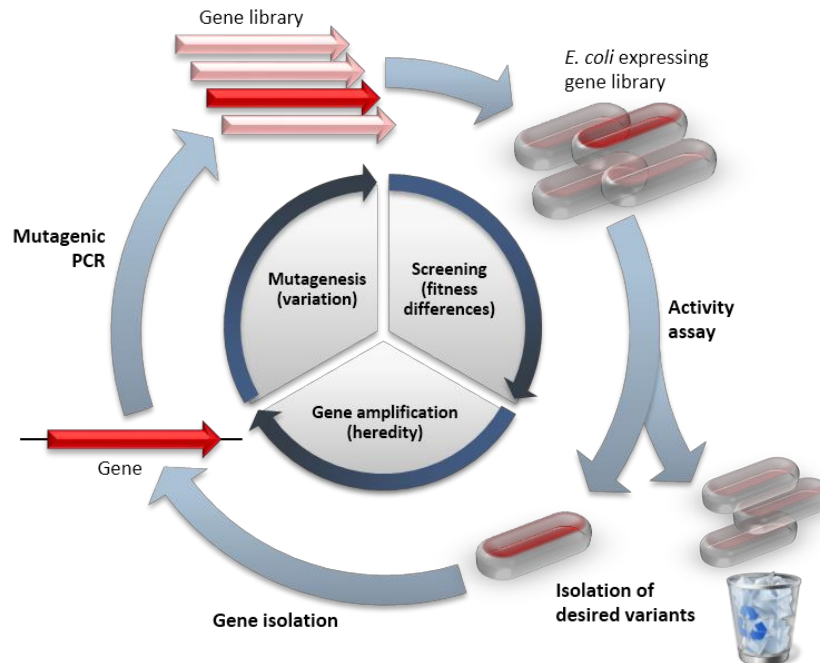 Gene library
E. coli expressing
gene library
Mutagenic
PCR
Mutagenesis
(variation)
Screening
(fitness
differences)
Activity
assay
Gene amplification
(heredity)
Gene
Isolation of
desired variants
Gene isolation